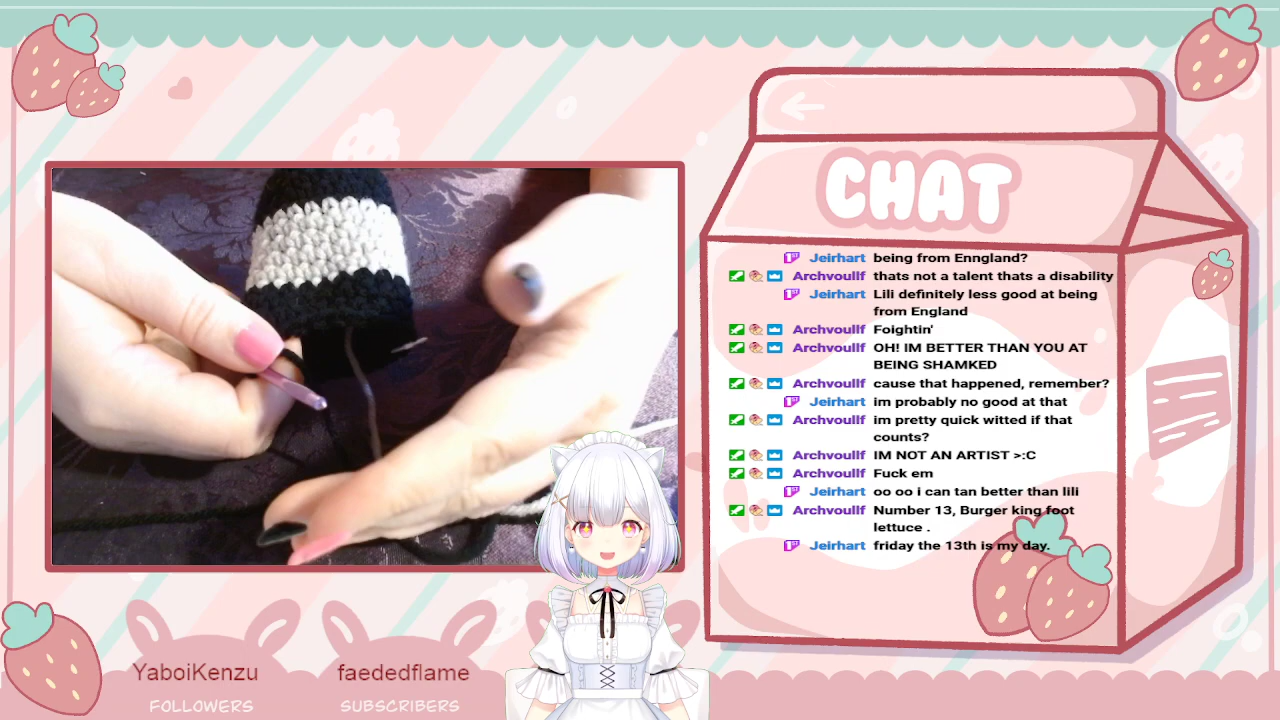 CHAT
Jeirhart being from Enngland?
Archvoullf thats not a talent thats a disability
Jeirhart Lili definitely less good at being
from England
Archvoullf Foightin'
Archvoullf OH! IM BETTER THAN YOU AT
BEING SHAMKED
Archvoullf cause that happened, remember?
Jeirhart im probably no good at that
Archvoullf im pretty quick witted if that
counts?
Archvoullf IM NOT AN ARTIST >:C
Archvoullf Fuck em
Jeirhart oo oo i can tan better than lili
Archvoullf Number 13, Burger king foot
lettuce .
Jeirhart friday the 13th is my day.
YaboiKenzu faededflame
FOLLOWERS SUBSCRIBERS